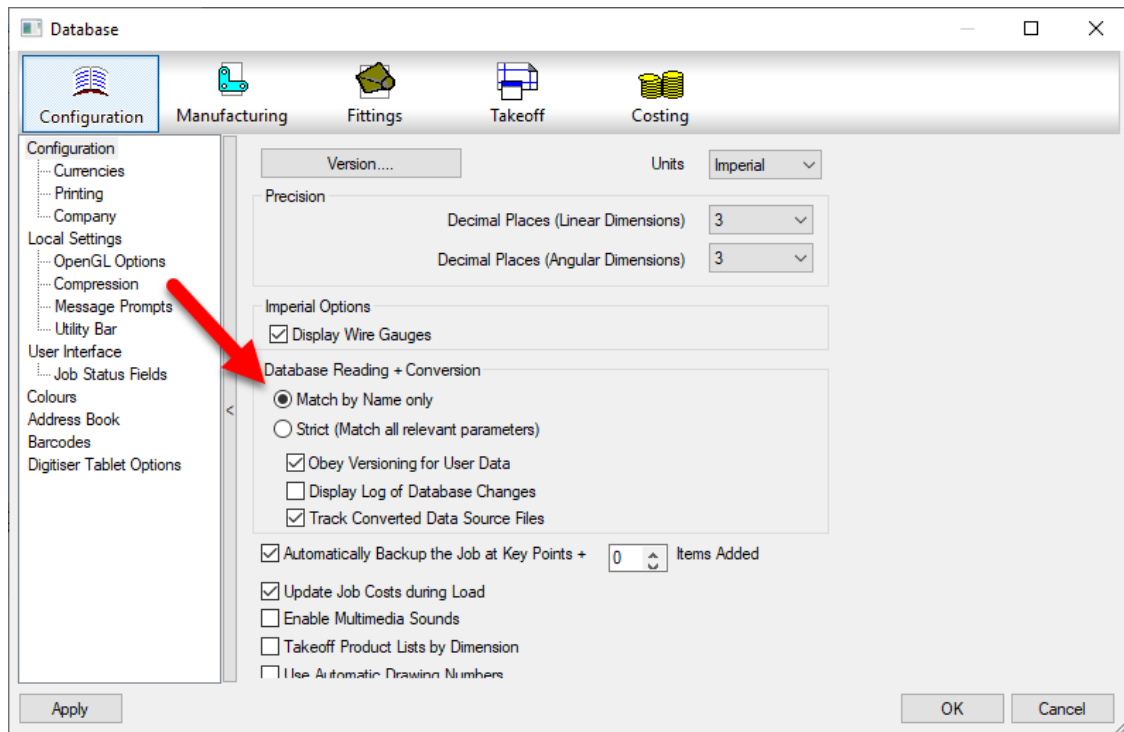 Database
Configuration Manufacturing Fittings Takeoff Costing
Configuration
Currencies
Printing
Company
Local Settings
OpenGL Options
Compression
Message Prompts
Utility Bar
User Interface
Job Status Fields
Colours
Address Book
Barcodes
Digitiser Tablet Options
<
Version.... Units Imperial
Precision
Decimal Places (Linear Dimensions) 3
Decimal Places (Angular Dimensions) 3
Imperial Options
Display Wire Gauges
Database Reading + Conversion
Match by Name only
Strict (Match all relevant parameters)
Obey Versioning for User Data
Display Log of Database Changes
Track Converted Data Source Files
Automatically Backup the Job at Key Points + 0 Items Added
Update Job Costs during Load
Enable Multimedia Sounds
Takeoff Product Lists by Dimension
Use Automatic Drawing Numbers
Apply OK Cancel